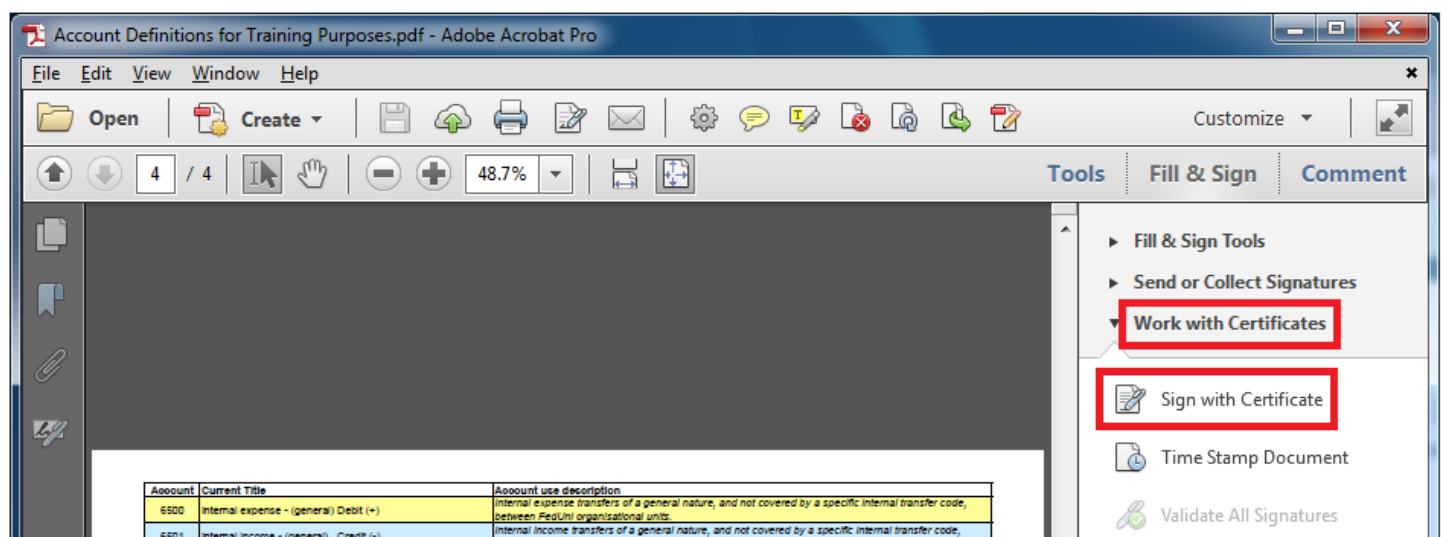 Account Definitions for Training Purposes.pdf - Adobe Acrobat Pro
File Edit View Window Help
Open Create Customize
4 / 4 48.7% Tools Fill & Sign Comment
Fill & Sign Tools
Send or Collect Signatures
Work with Certificates
Sign with Certificate
Time Stamp Document
Validate All Signatures
Account Current Title Account use description
6500 Internal expense - (general) Debit (+) Internal expense transfers of a general nature, and not covered by a specific internal transfer code,
between FedUni organisational units.
6501 Internal income - (general) Credit (-) Internal income transfers of a general nature, and not covered by a specific internal transfer code,